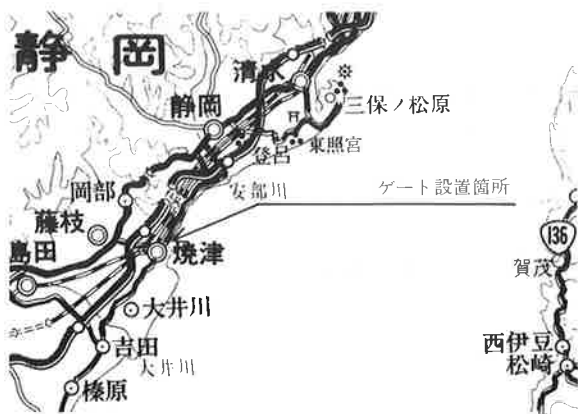 静岡
清水
三保ノ松原
静岡
登呂
東照宮
岡部
安部川
ゲート設置箇所
藤枝
136
島田
焼津
賀茂
大井川
西伊豆
吉田
松崎
大井川
榛原